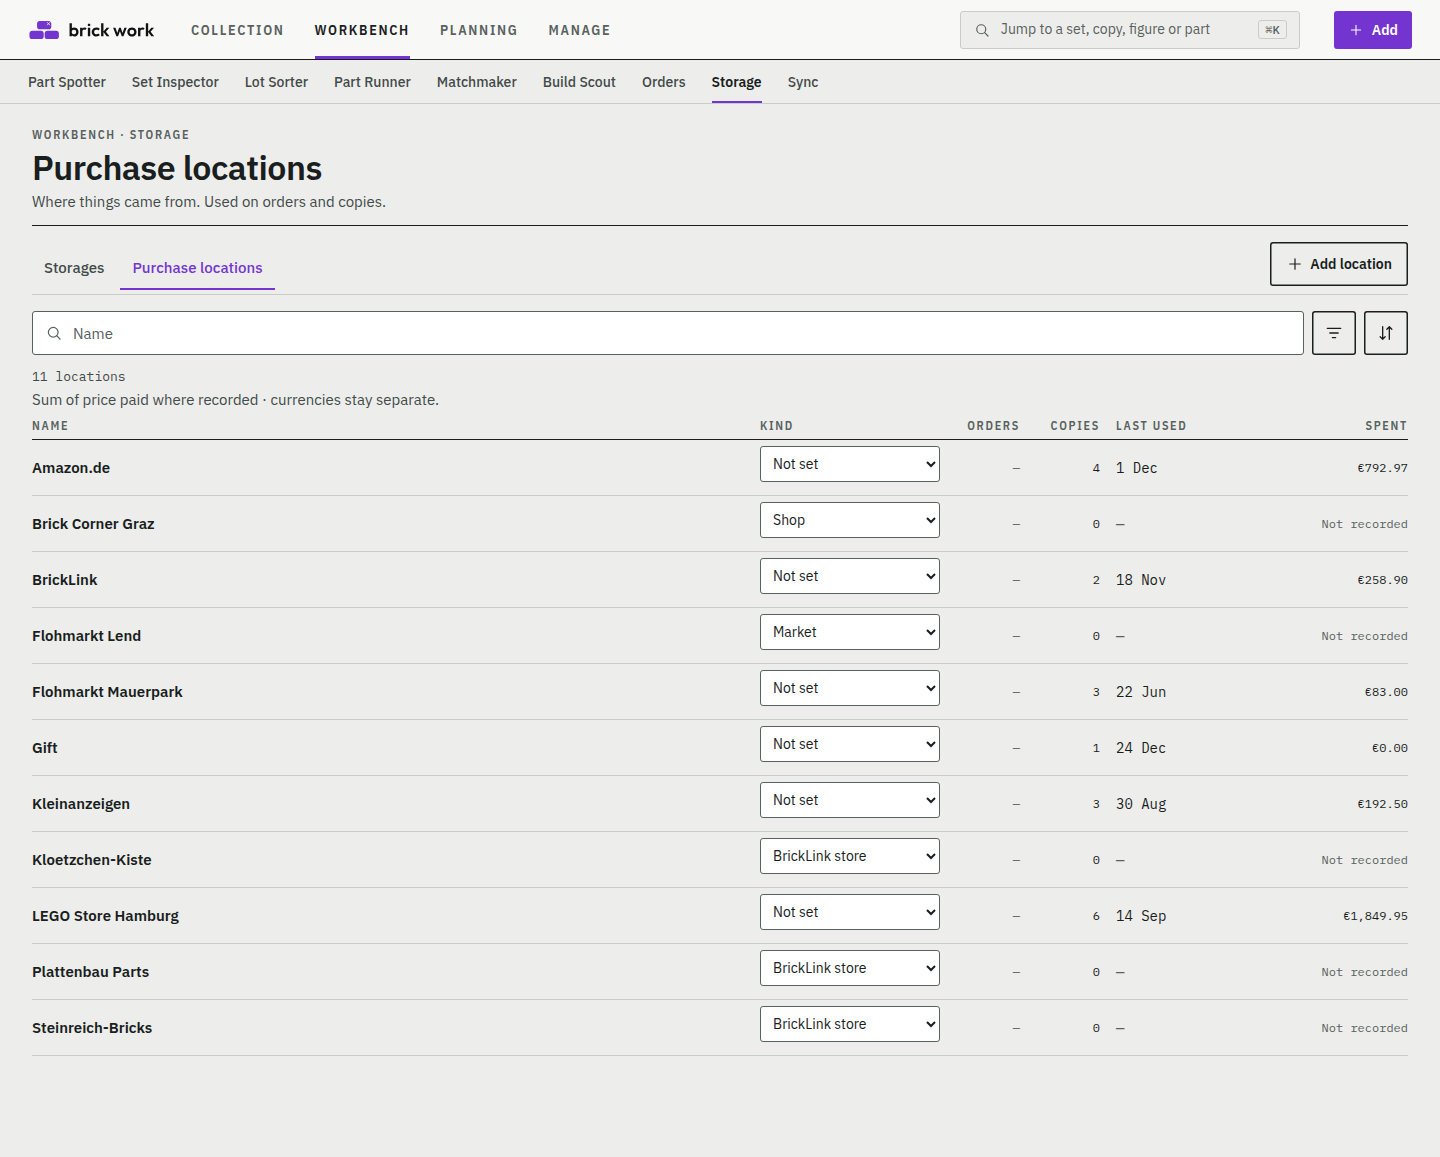 brick work
COLLECTION
WORKBENCH
PLANNING
MANAGE
Jump to a set, copy, figure or part
⌘K
Add
Part Spotter
Set Inspector
Lot Sorter
Part Runner
Matchmaker
Build Scout
Orders
Storage
Sync
WORKBENCH · STORAGE
Purchase locations
Where things came from. Used on orders and copies.
Storages
Purchase locations
Add location
Name
11 locations
Sum of price paid where recorded · currencies stay separate.
NAME KIND ORDERS COPIES LAST USED SPENT
Amazon.de Not set — 4 1 Dec €792.97
Brick Corner Graz Shop — 0 — Not recorded
BrickLink Not set — 2 18 Nov €258.90
Flohmarkt Lend Market — 0 — Not recorded
Flohmarkt Mauerpark Not set — 3 22 Jun €83.00
Gift Not set — 1 24 Dec €0.00
Kleinanzeigen Not set — 3 30 Aug €192.50
Kloetzchen-Kiste BrickLink store — 0 — Not recorded
LEGO Store Hamburg Not set — 6 14 Sep €1,849.95
Plattenbau Parts BrickLink store — 0 — Not recorded
Steinreich-Bricks BrickLink store — 0 — Not recorded